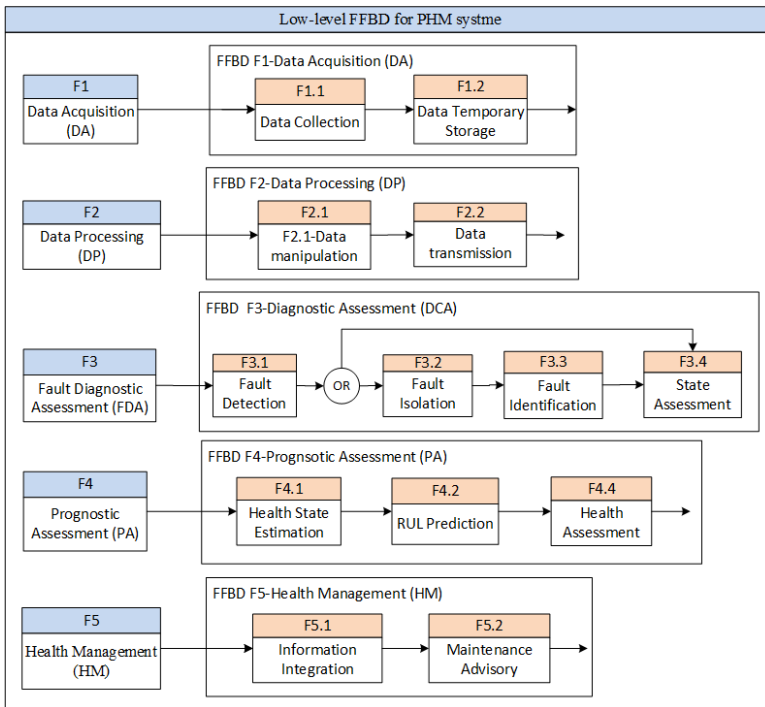 Low-level FFBD for PHM systme
F1
Data Acquisition
(DA)
FFBD F1-Data Acquisition (DA)
F1.1
Data Collection
F1.2
Data Temporary
Storage
F2
Data Processing
(DP)
FFBD F2-Data Processing (DP)
F2.1
F2.1-Data
manipulation
F2.2
Data
transmission
F3
Fault Diagnostic
Assessment (FDA)
FFBD F3-Diagnostic Assessment (DCA)
F3.1
Fault
Detection
OR
F3.2
Fault
Isolation
F3.3
Fault
Identification
F3.4
State
Assessment
F4
Prognostic
Assessment (PA)
FFBD F4-Prognsotic Assessment (PA)
F4.1
Health State
Estimation
F4.2
RUL Prediction
F4.4
Health
Assessment
F5
Health Management
(HM)
FFBD F5-Health Management (HM)
F5.1
Information
Integration
F5.2
Maintenance
Advisory